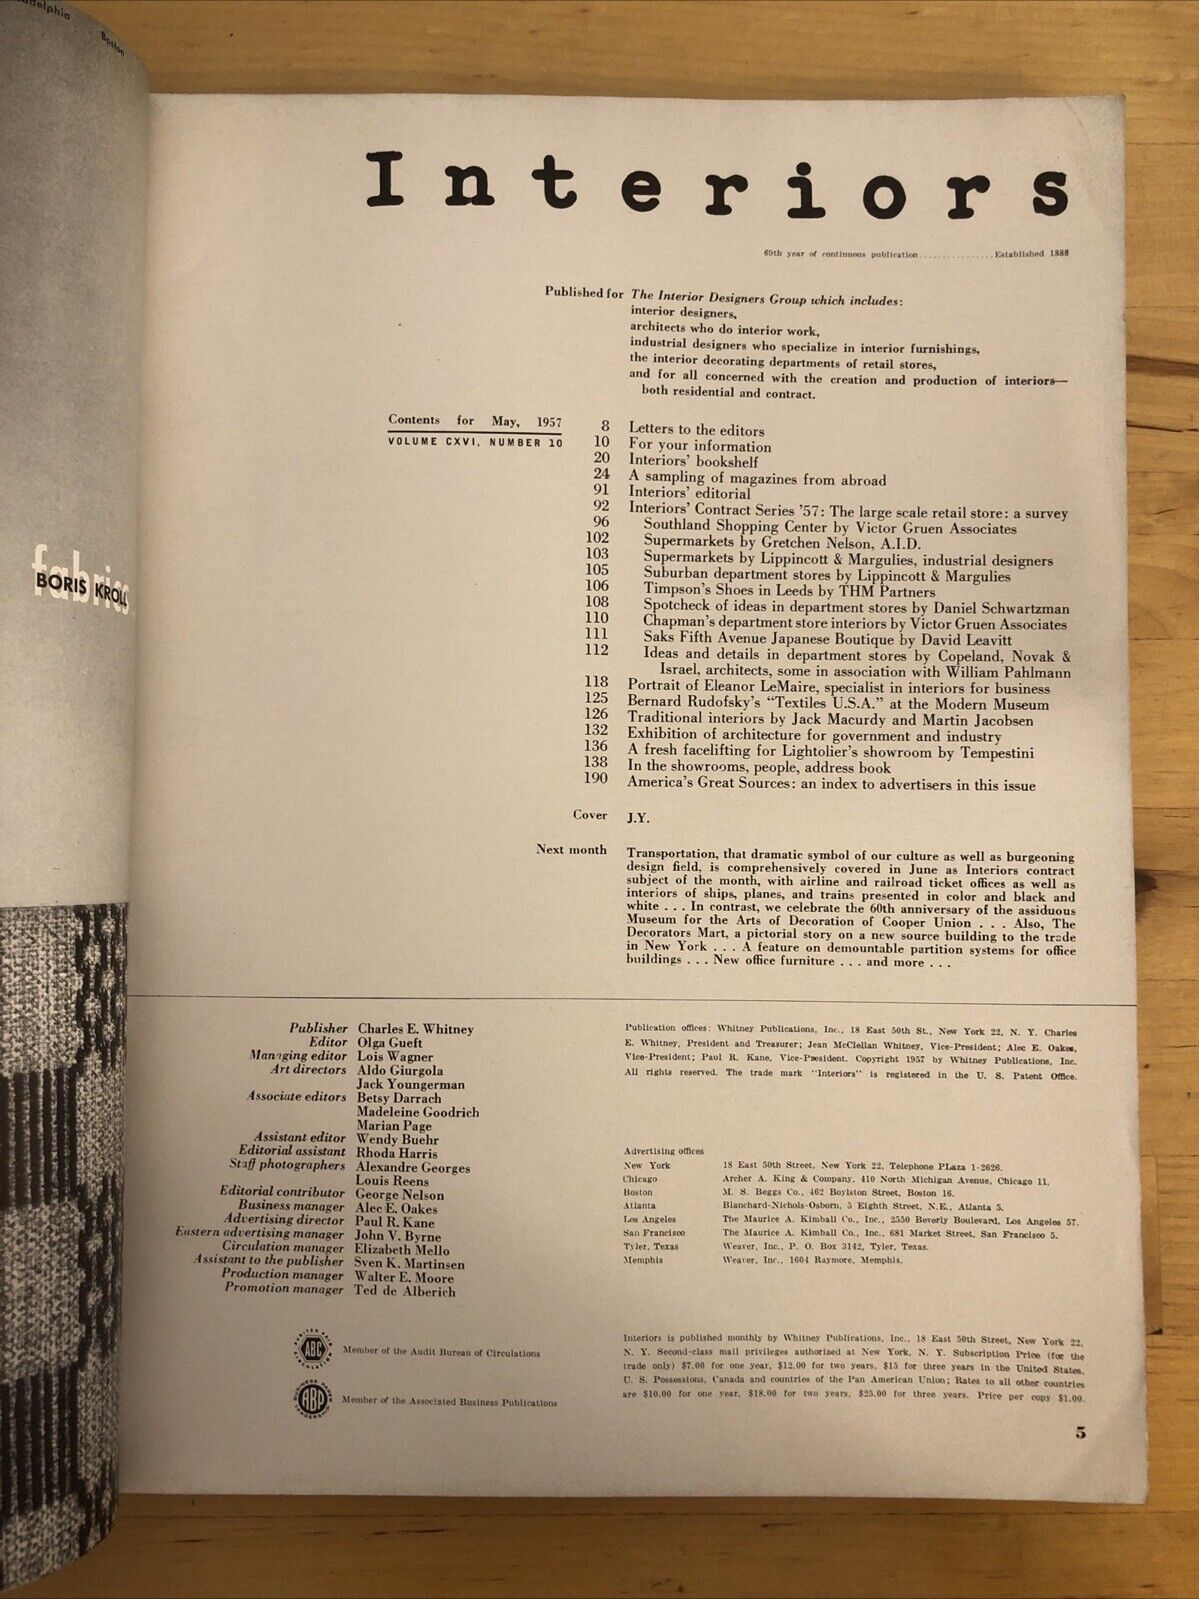 Boston
fabrics
BORIS KROLL
Interiors
69th year of continuous publication................Established 1888
Published for The Interior Designers Group which includes:
interior designers,
architects who do interior work,
industrial designers who specialize in interior furnishings,
the interior decorating departments of retail stores,
and for all concerned with the creation and production of interiors—
both residential and contract.
Contents for May, 1957
VOLUME CXVI, NUMBER 10
8 Letters to the editors
10 For your information
20 Interiors' bookshelf
24 A sampling of magazines from abroad
91 Interiors' editorial
92 Interiors' Contract Series '57: The large scale retail store: a survey
96 Southland Shopping Center by Victor Gruen Associates
102 Supermarkets by Gretchen Nelson, A.I.D.
103 Supermarkets by Lippincott & Margulies, industrial designers
105 Suburban department stores by Lippincott & Margulies
106 Timpson's Shoes in Leeds by THM Partners
108 Spotcheck of ideas in department stores by Daniel Schwartzman
110 Chapman's department store interiors by Victor Gruen Associates
111 Saks Fifth Avenue Japanese Boutique by David Leavitt
112 Ideas and details in department stores by Copeland, Novak &
Israel, architects, some in association with William Pahlmann
118 Portrait of Eleanor LeMaire, specialist in interiors for business
125 Bernard Rudofsky's "Textiles U.S.A." at the Modern Museum
126 Traditional interiors by Jack Macurdy and Martin Jacobsen
132 Exhibition of architecture for government and industry
136 A fresh facelifting for Lightolier's showroom by Tempestini
138 In the showrooms, people, address book
190 America's Great Sources: an index to advertisers in this issue
Cover J.Y.
Next month Transportation, that dramatic symbol of our culture as well as burgeoning
design field, is comprehensively covered in June as Interiors contract
subject of the month, with airline and railroad ticket offices as well as
interiors of ships, planes, and trains presented in color and black and
white . . . In contrast, we celebrate the 60th anniversary of the assiduous
Museum for the Arts of Decoration of Cooper Union . . . Also, The
Decorators Mart, a pictorial story on a new source building to the trade
in New York . . . A feature on demountable partition systems for office
buildings . . . New office furniture . . . and more . . .
Publisher Charles E. Whitney
Editor Olga Gueft
Managing editor Lois Wagner
Art directors Aldo Giurgola
Jack Youngerman
Associate editors Betsy Darrach
Madeleine Goodrich
Marian Page
Assistant editor Wendy Buehr
Editorial assistant Rhoda Harris
Staff photographers Alexandre Georges
Louis Reens
Editorial contributor George Nelson
Business manager Alec E. Oakes
Advertising director Paul R. Kane
Eastern advertising manager John V. Byrne
Circulation manager Elizabeth Mello
Assistant to the publisher Sven K. Martinsen
Production manager Walter E. Moore
Promotion manager Ted de Alberich
ABC
Member of the Audit Bureau of Circulations
ABP
Member of the Associated Business Publications
Publication offices: Whitney Publications, Inc., 18 East 50th St., New York 22, N. Y. Charles
E. Whitney, President and Treasurer; Jean McClellan Whitney, Vice-President; Alec E. Oakes,
Vice-President; Paul R. Kane, Vice-President. Copyright 1957 by Whitney Publications, Inc.
All rights reserved. The trade mark "Interiors" is registered in the U. S. Patent Office.
Advertising offices
New York 18 East 50th Street, New York 22, Telephone PLaza 1-2626.
Chicago Archer A. King & Company, 410 North Michigan Avenue, Chicago 11.
Boston M. S. Beggs Co., 462 Boylston Street, Boston 16.
Atlanta Blanchard-Nichols-Osborn, 5 Eighth Street, N.E., Atlanta 5.
Los Angeles The Maurice A. Kimball Co., Inc., 2550 Beverly Boulevard, Los Angeles 57.
San Francisco The Maurice A. Kimball Co., Inc., 681 Market Street, San Francisco 5.
Tyler, Texas Weaver, Inc., P. O. Box 3142, Tyler, Texas.
Memphis Weaver, Inc., 1604 Raymore, Memphis.
Interiors is published monthly by Whitney Publications, Inc., 18 East 50th Street, New York 22,
N. Y. Second-class mail privileges authorized at New York, N. Y. Subscription Price (for the
trade only) $7.00 for one year, $12.00 for two years, $15 for three years in the United States,
U. S. Possessions, Canada and countries of the Pan American Union; Rates to all other countries
are $10.00 for one year, $18.00 for two years, $25.00 for three years. Price per copy $1.00.
5